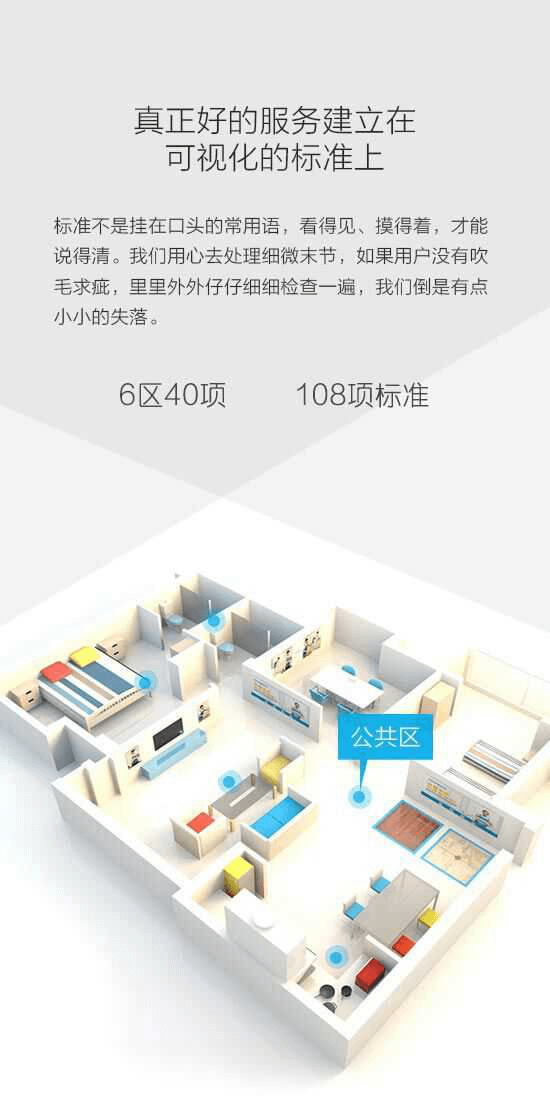 真正好的服务建立在
可视化的标准上
标准不是挂在口头的常用语，看得见、摸得着，才能
说得清。我们用心去处理细微末节，如果用户没有吹
毛求疵，里里外外仔仔细细检查一遍，我们倒是有点
小小的失落。
6区40项 108项标准
公共区